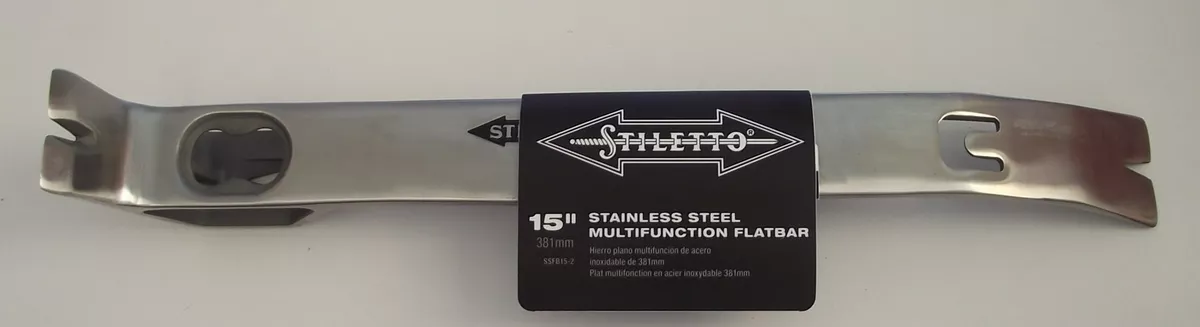 STI
STILETTO®
15" STAINLESS STEEL
381mm MULTIFUNCTION FLATBAR
SSFB15-2
Hierro plano multifunción de acero
inoxidable de 381mm
Plat multifonction en acier inoxydable 381mm